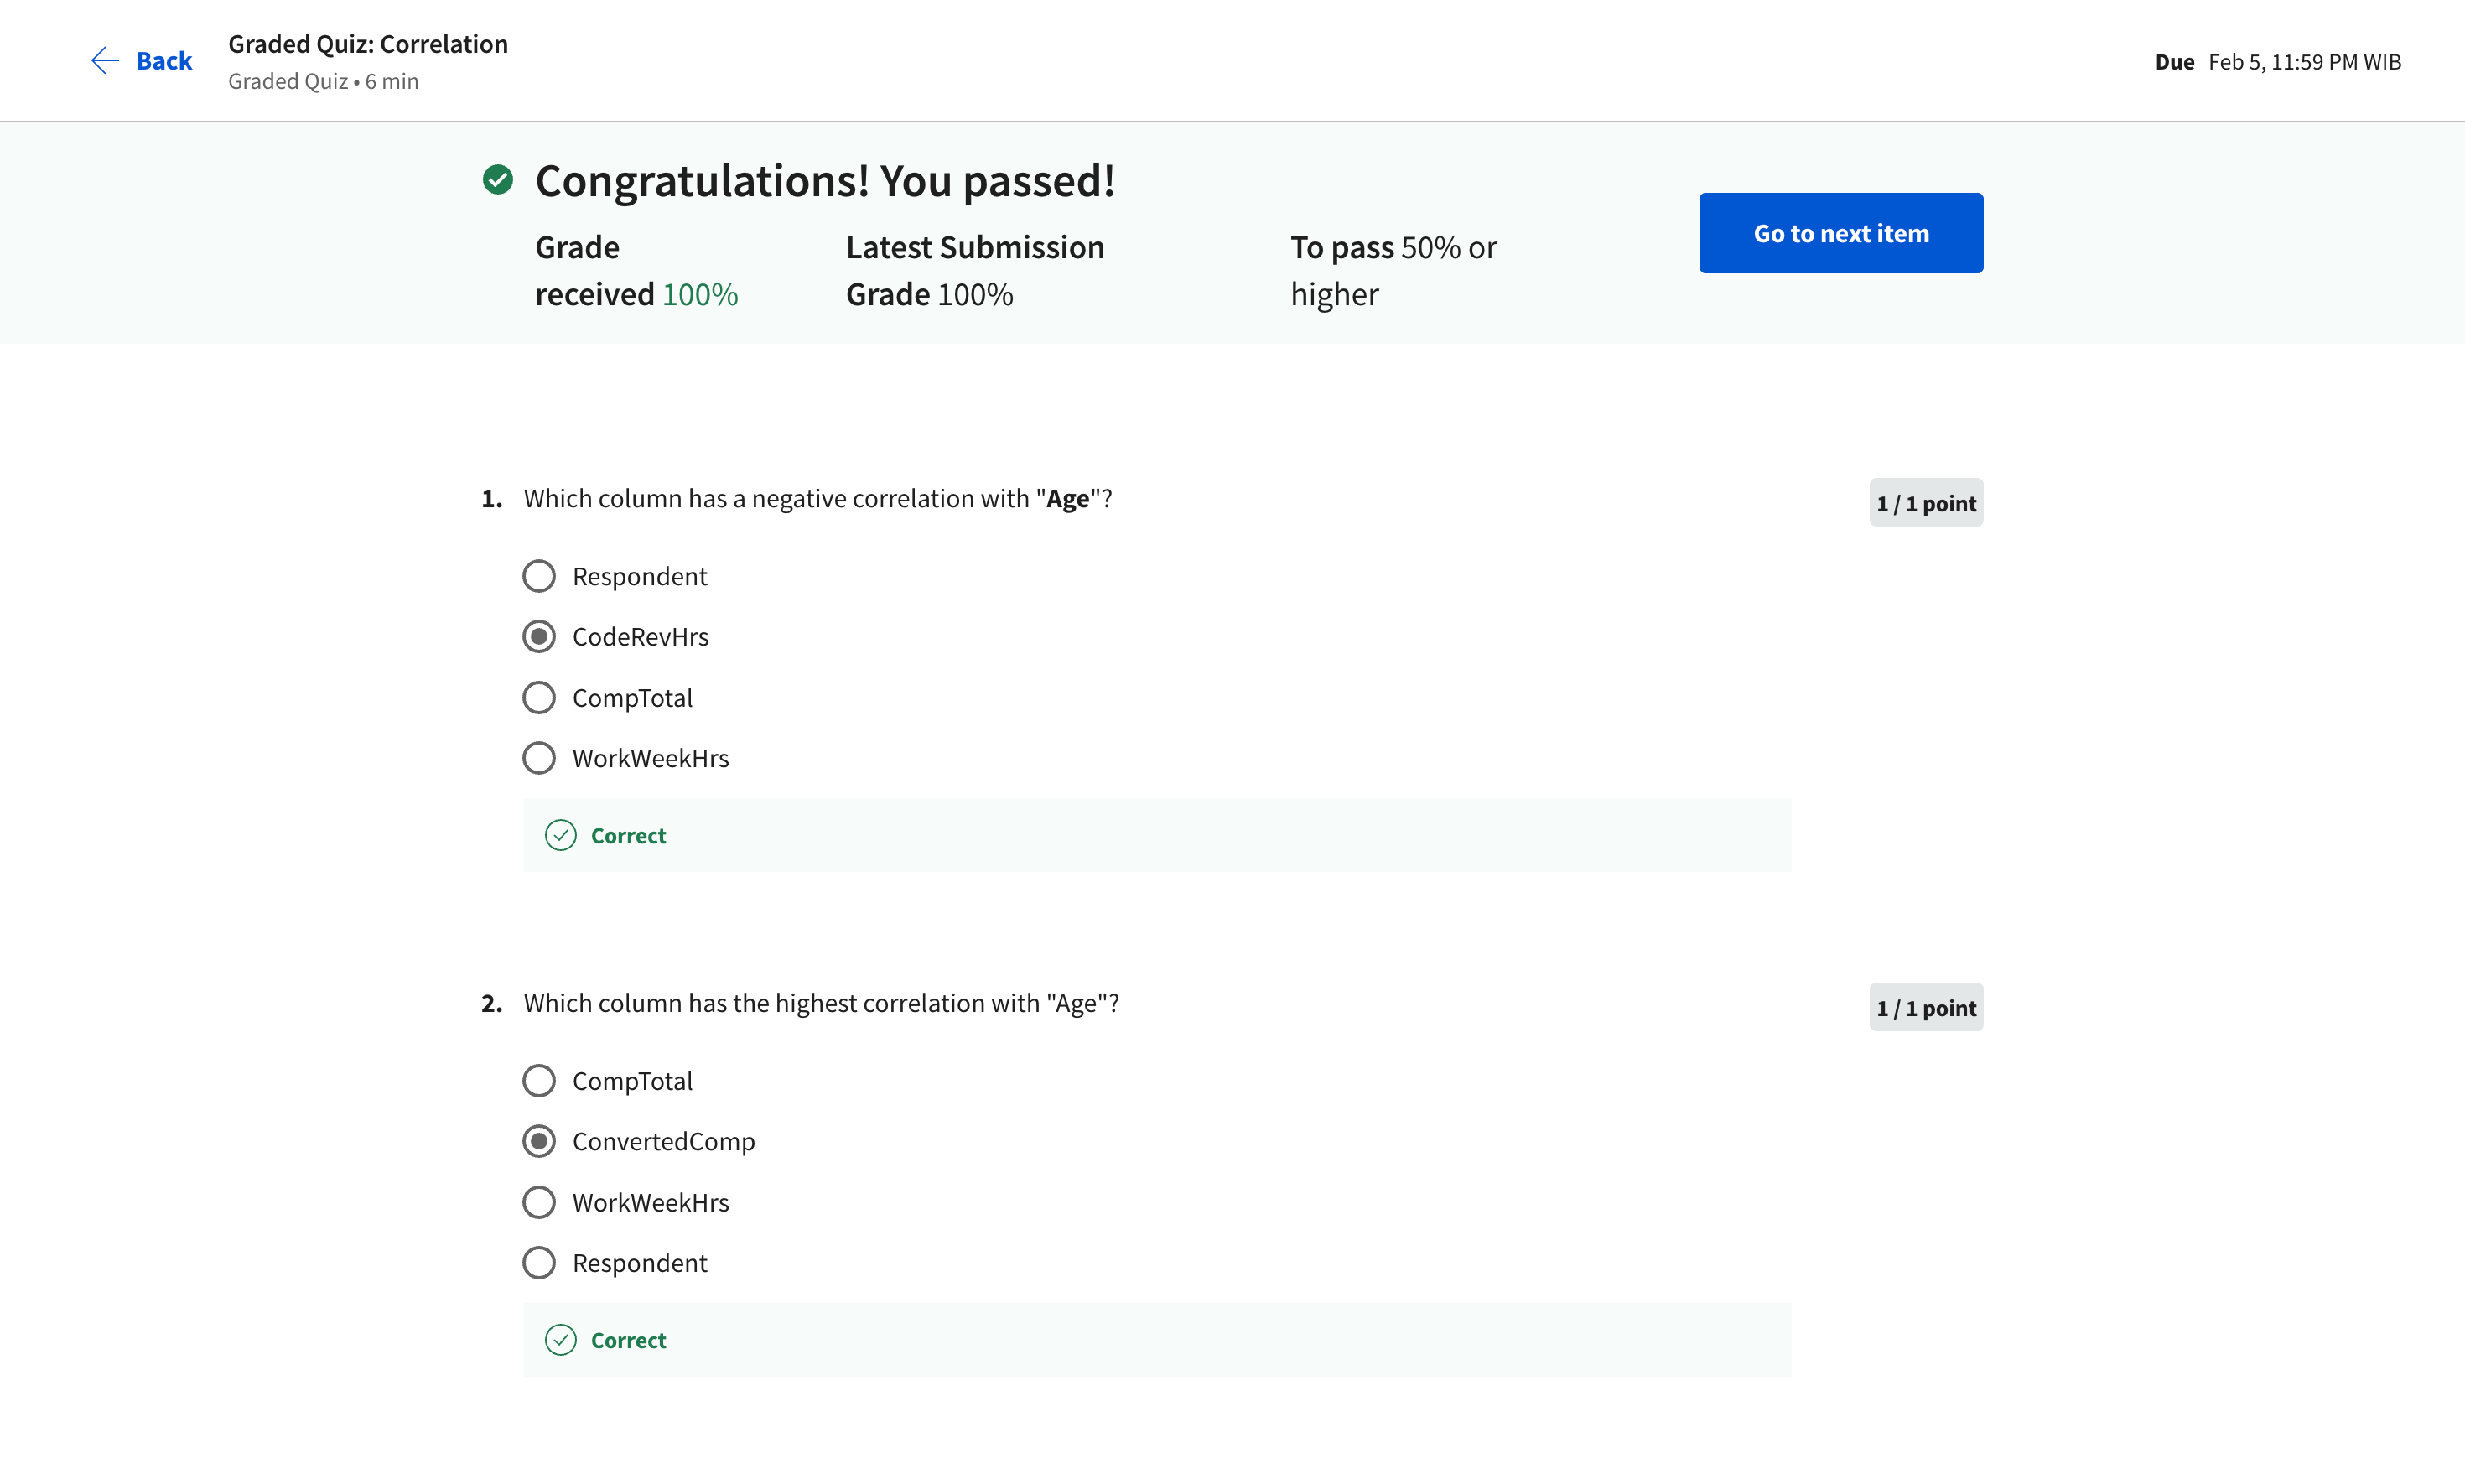 Back
Graded Quiz: Correlation
Graded Quiz • 6 min
Due Feb 5, 11:59 PM WIB
Congratulations! You passed!
Grade
received 100%
Latest Submission
Grade 100%
To pass 50% or
higher
Go to next item
1. Which column has a negative correlation with "Age"?
1 / 1 point
Respondent
CodeRevHrs
CompTotal
WorkWeekHrs
Correct
2. Which column has the highest correlation with "Age"?
1 / 1 point
CompTotal
ConvertedComp
WorkWeekHrs
Respondent
Correct